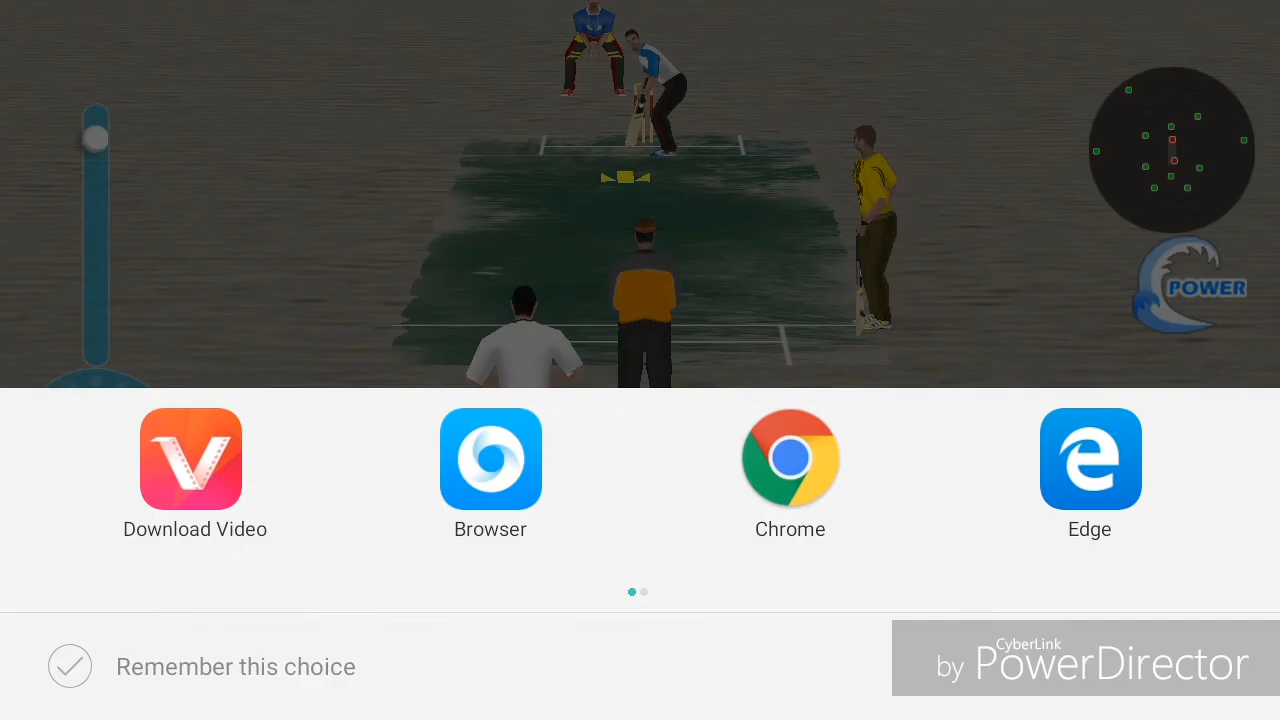 POWER
Download Video
Browser
Chrome
Edge
Remember this choice
CyberLink
by PowerDirector